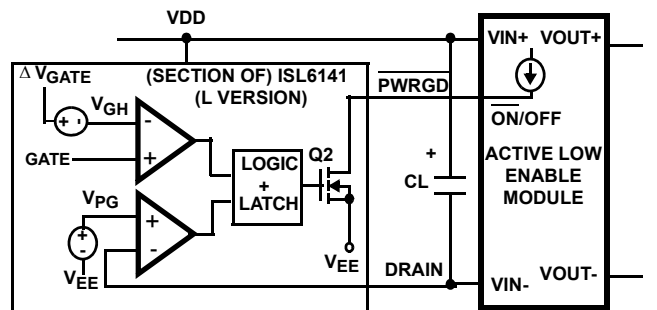 VDD
VIN+ VOUT+
Δ VGATE
(SECTION OF) ISL6141
(L VERSION)
PWRGD
VGH
+ -
-
GATE
+
ON/OFF
Q2
LOGIC
+
LATCH
+
CL
ACTIVE LOW
ENABLE
MODULE
VPG
+
-
+
-
VEE
VEE
DRAIN
VIN-
VOUT-